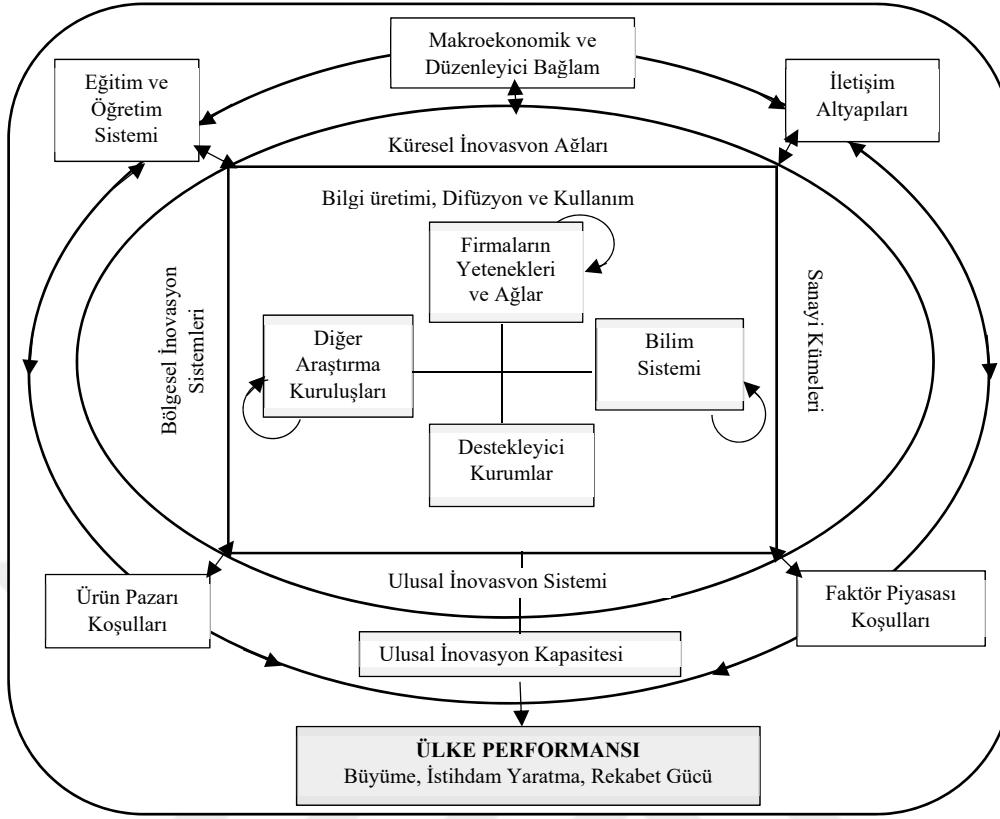 Makroekonomik ve
Düzenleyici Bağlam
Eğitim ve
Öğretim
Sistemi
İletişim
Altyapıları
Küresel İnovasvon Ağları
Bilgi üretimi, Difüzyon ve Kullanım
Firmaların
Yetenekleri
ve Ağlar
Bölgesel İnovasyon
Sistemleri
Diğer
Araştırma
Kuruluşları
Bilim
Sistemi
Sanayi Kümeleri
Destekleyici
Kurumlar
Ulusal İnovasvon Sistemi
Ürün Pazarı
Koşulları
Faktör Piyasası
Koşulları
Ulusal İnovasyon Kapasitesi
ÜLKE PERFORMANSI
Büyüme, İstihdam Yaratma, Rekabet Gücü